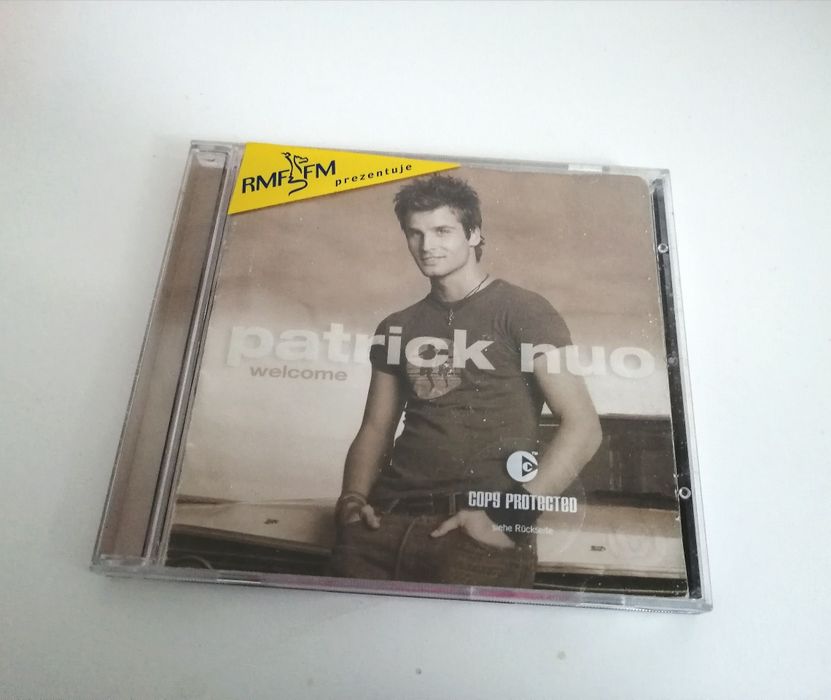 RMF FM
prezentuje
patrick nuo
welcome
COPY PROTECTED
siehe Rückseite